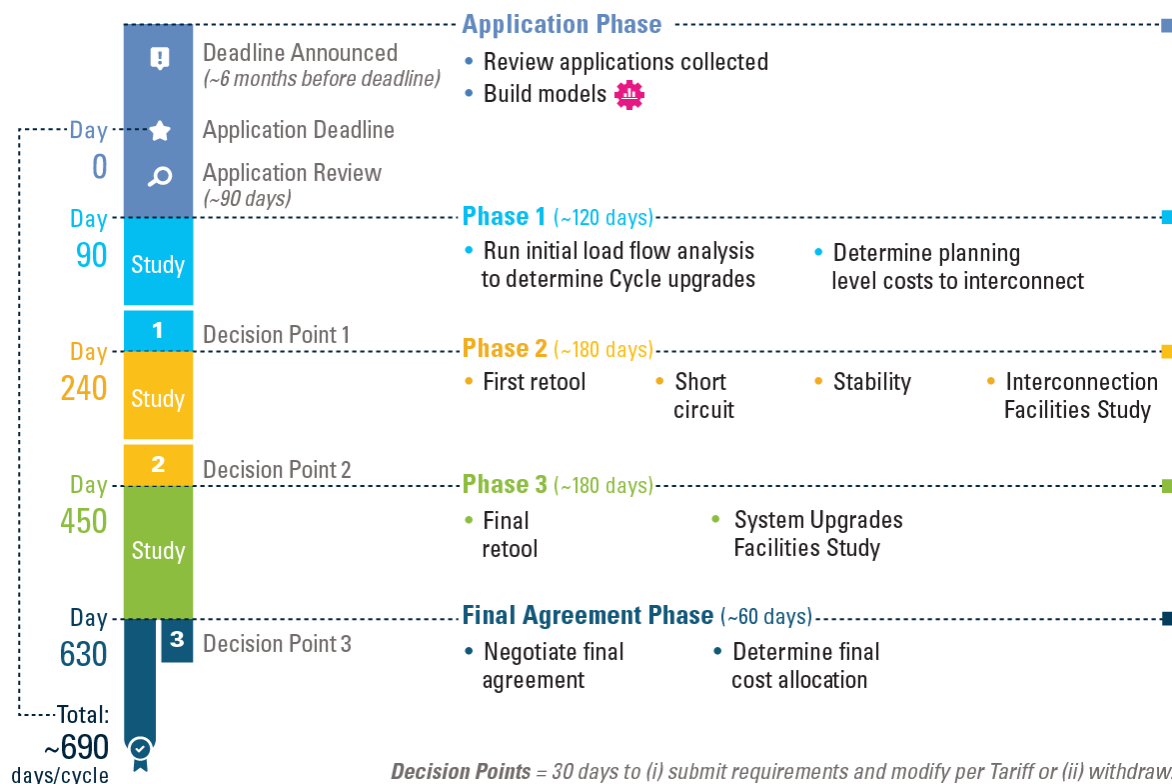 Application Phase
Deadline Announced
(~6 months before deadline)
• Review applications collected
• Build models
Day
0
Application Deadline
Application Review
(~90 days)
Day
90
Study
Phase 1 (~120 days)
• Run initial load flow analysis
to determine Cycle upgrades
• Determine planning
level costs to interconnect
1
Decision Point 1
Day
240
Study
Phase 2 (~180 days)
• First retool
• Short
circuit
• Stability
• Interconnection
Facilities Study
2
Decision Point 2
Day
450
Study
Phase 3 (~180 days)
• Final
retool
• System Upgrades
Facilities Study
Day
630
3
Decision Point 3
Final Agreement Phase (~60 days)
• Negotiate final
agreement
• Determine final
cost allocation
Total:
~690
days/cycle
Decision Points = 30 days to (i) submit requirements and modify per Tariff or (ii) withdraw